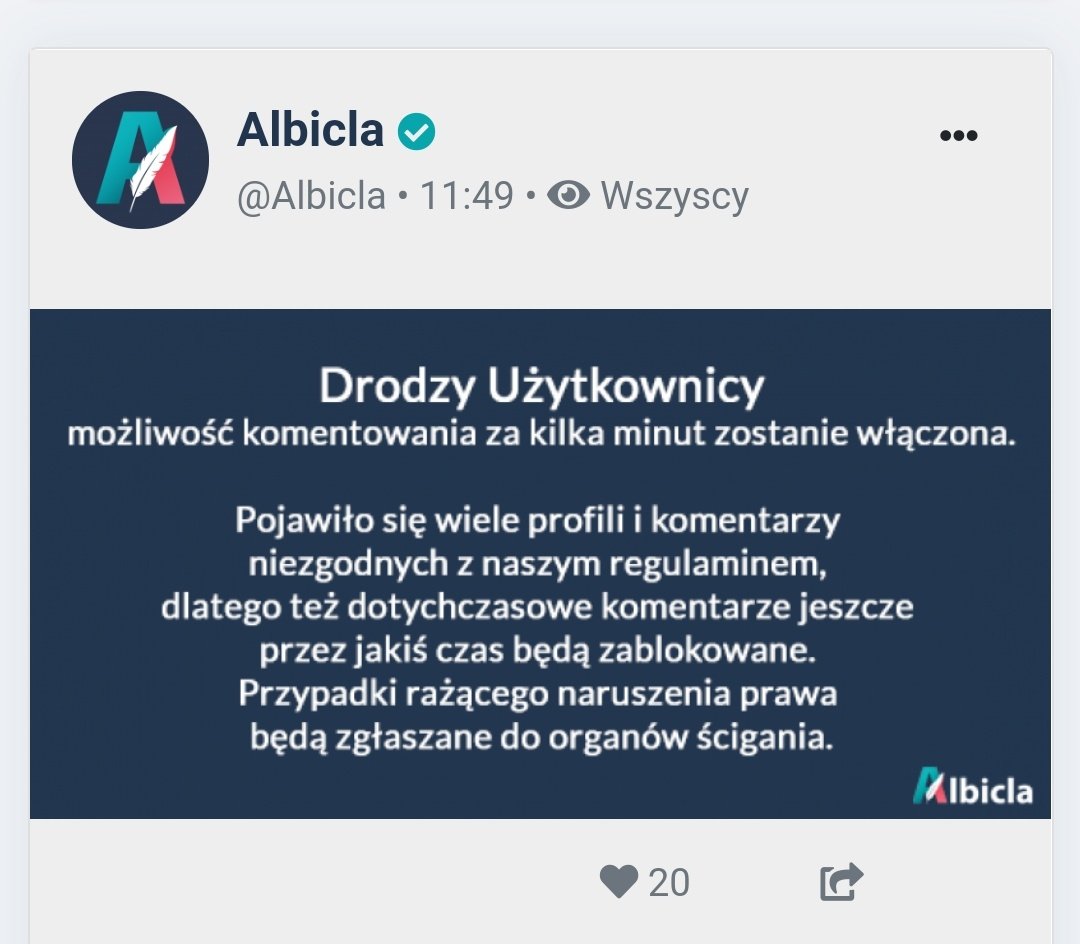 Albicla
@Albicla • 11:49 • Wszyscy
Drodzy Użytkownicy
możliwość komentowania za kilka minut zostanie włączona.
Pojawiło się wiele profili i komentarzy
niezgodnych z naszym regulaminem,
dlatego też dotychczasowe komentarze jeszcze
przez jakiś czas będą zablokowane.
Przypadki rażącego naruszenia prawa
będą zgłaszane do organów ścigania.
Albicla
20